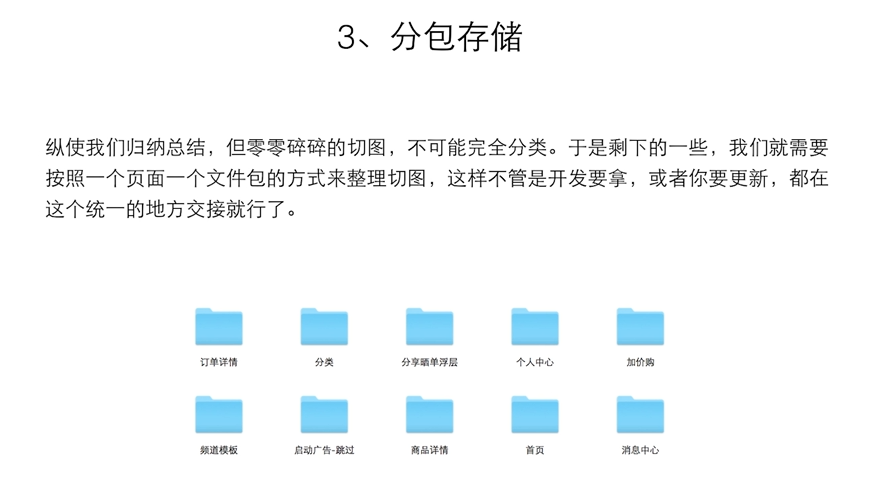 3、分包存储
纵使我们归纳总结，但零零碎碎的切图，不可能完全分类。于是剩下的一些，我们就需要
按照一个页面一个文件包的方式来整理切图，这样不管是开发要拿，或者你要更新，都在
这个统一的地方交接就行了。
订单详情 分类 分享晒单浮层 个人中心 加价购
频道模板 启动广告-跳过 商品详情 首页 消息中心